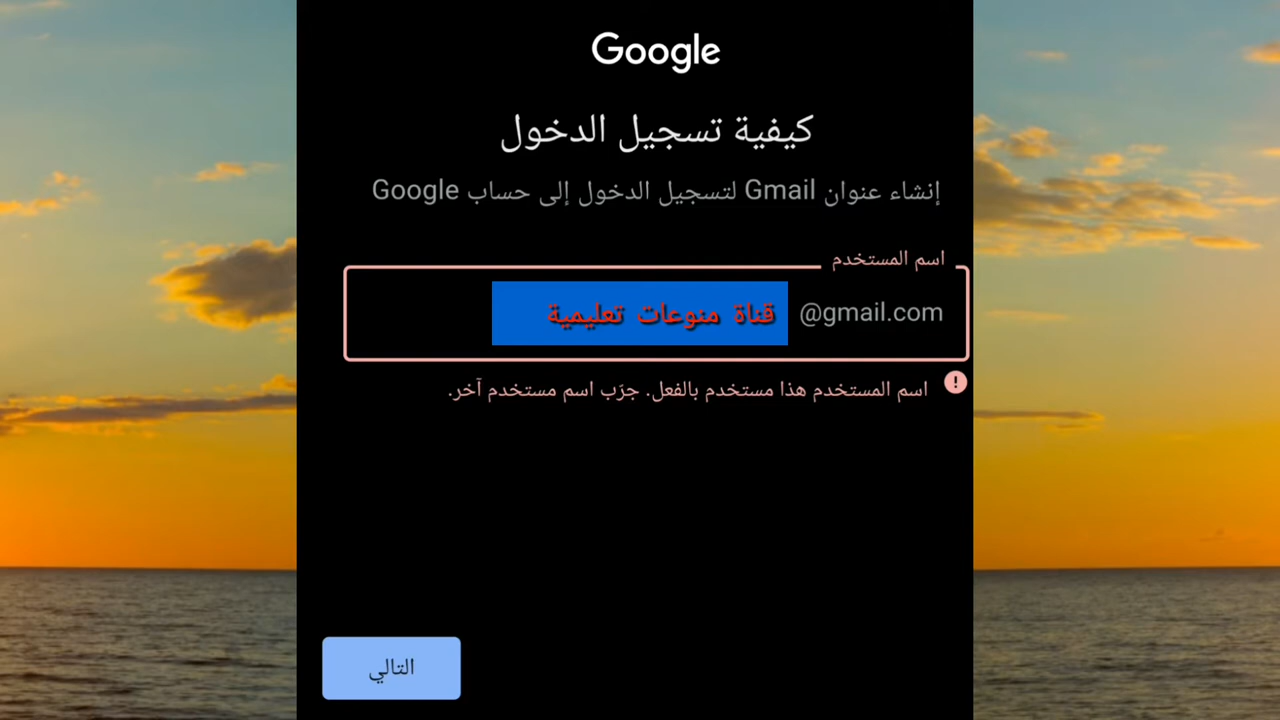 Google
كيفية تسجيل الدخول
إنشاء عنوان Gmail لتسجيل الدخول إلى حساب Google
اسم المستخدم
قناة منوعات تعليمية @gmail.com
اسم المستخدم هذا مستخدم بالفعل. جرّب اسم مستخدم آخر.
التالي